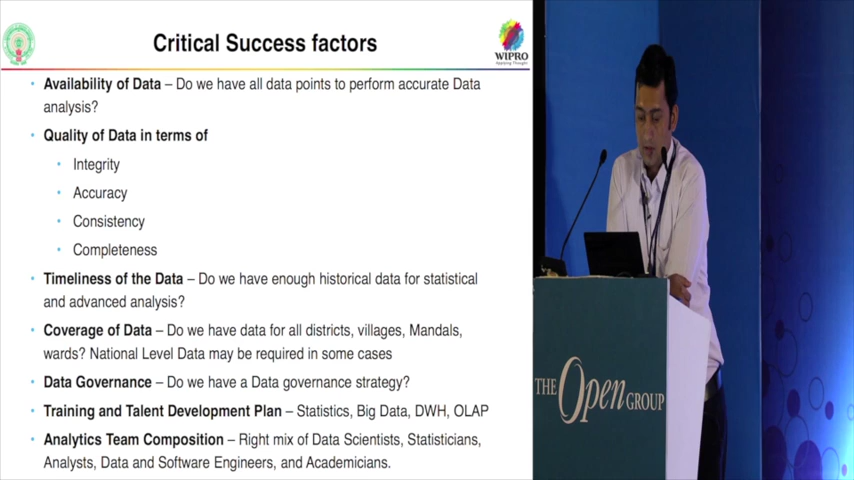 Critical Success factors
WIPRO
Applying Thought
• Availability of Data – Do we have all data points to perform accurate Data
analysis?
• Quality of Data in terms of
• Integrity
• Accuracy
• Consistency
• Completeness
• Timeliness of the Data – Do we have enough historical data for statistical
and advanced analysis?
• Coverage of Data – Do we have data for all districts, villages, Mandals,
wards? National Level Data may be required in some cases
• Data Governance – Do we have a Data governance strategy?
• Training and Talent Development Plan – Statistics, Big Data, DWH, OLAP
• Analytics Team Composition – Right mix of Data Scientists, Statisticians,
Analysts, Data and Software Engineers, and Academicians.
THE Open GROUP